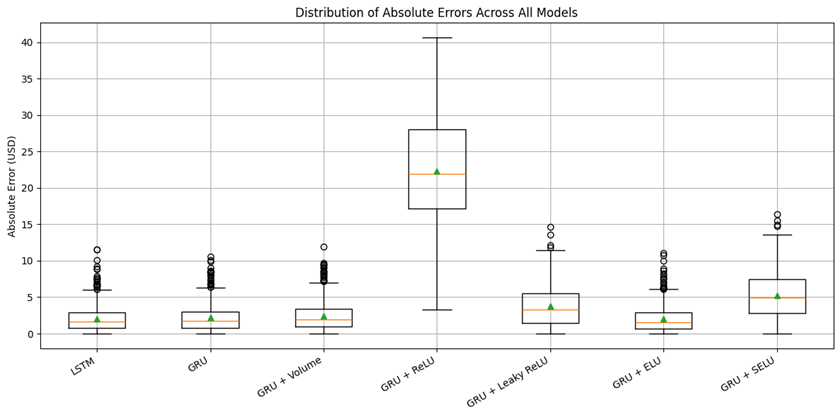 Distribution of Absolute Errors Across All Models
Absolute Error (USD)
40
35
30
25
20
15
10
5
0
LSTM
GRU
GRU + Volume
GRU + ReLU
GRU + Leaky ReLU
GRU + ELU
GRU + SELU